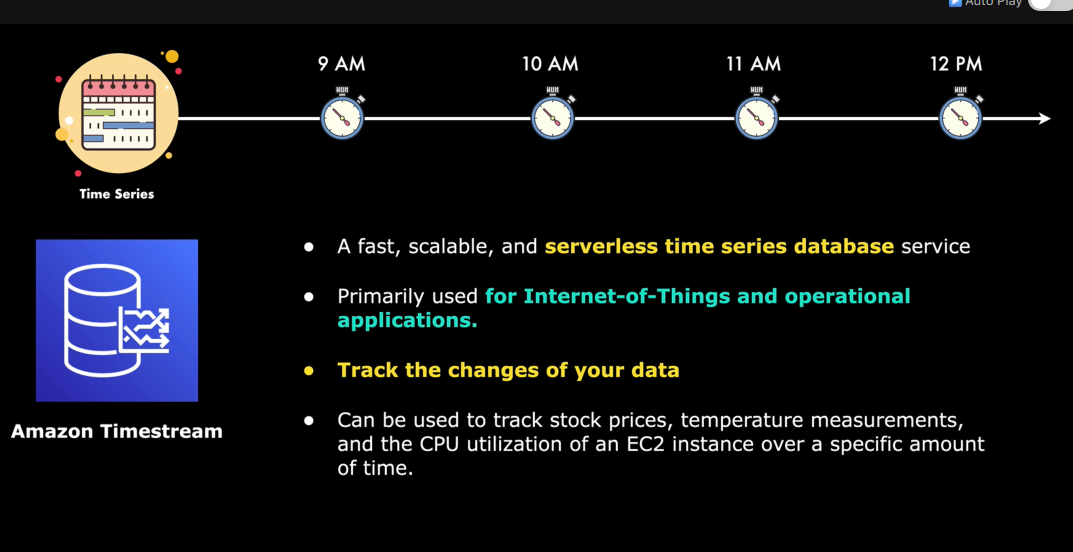 Auto Play
9 AM
10 AM
11 AM
12 PM
Time Series
Amazon Timestream
● A fast, scalable, and serverless time series database service
● Primarily used for Internet-of-Things and operational
applications.
● Track the changes of your data
● Can be used to track stock prices, temperature measurements,
and the CPU utilization of an EC2 instance over a specific amount
of time.